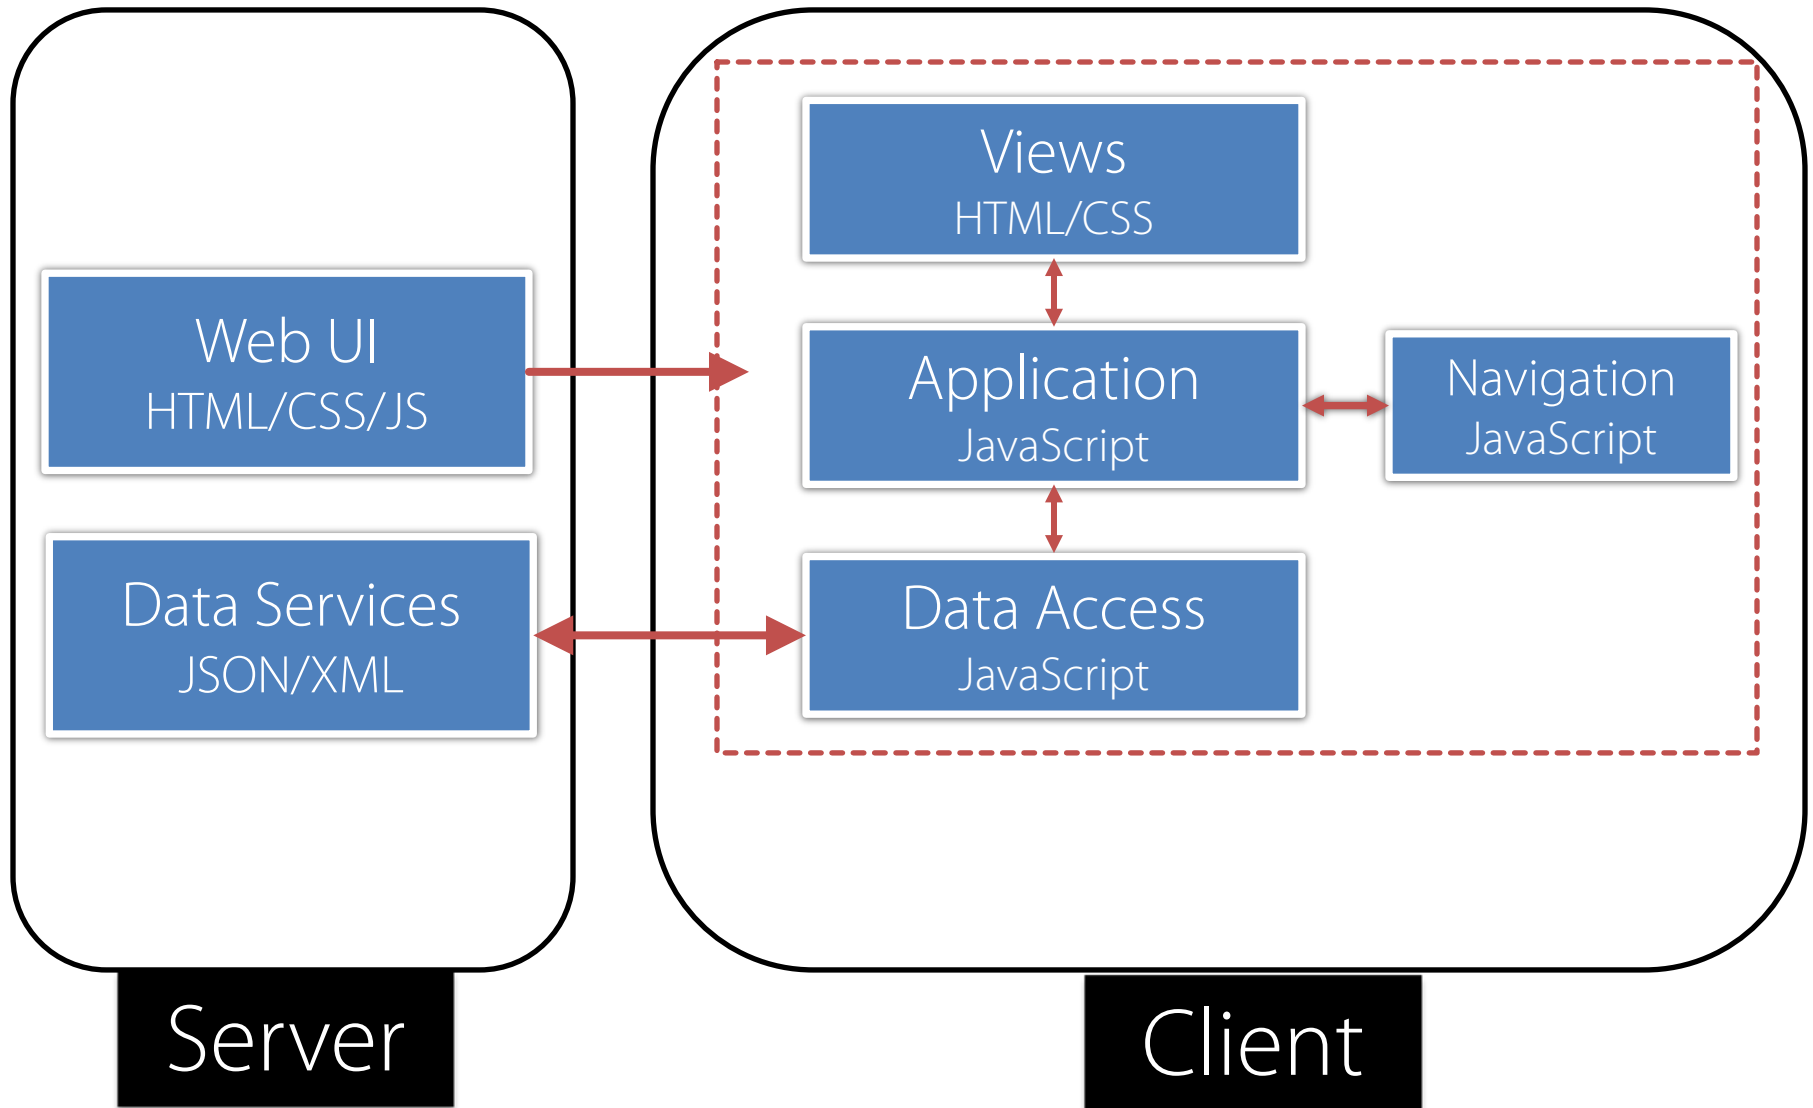 Web UI
HTML/CSS/JS
Data Services
JSON/XML
Server
Views
HTML/CSS
Application
JavaScript
Navigation
JavaScript
Data Access
JavaScript
Client